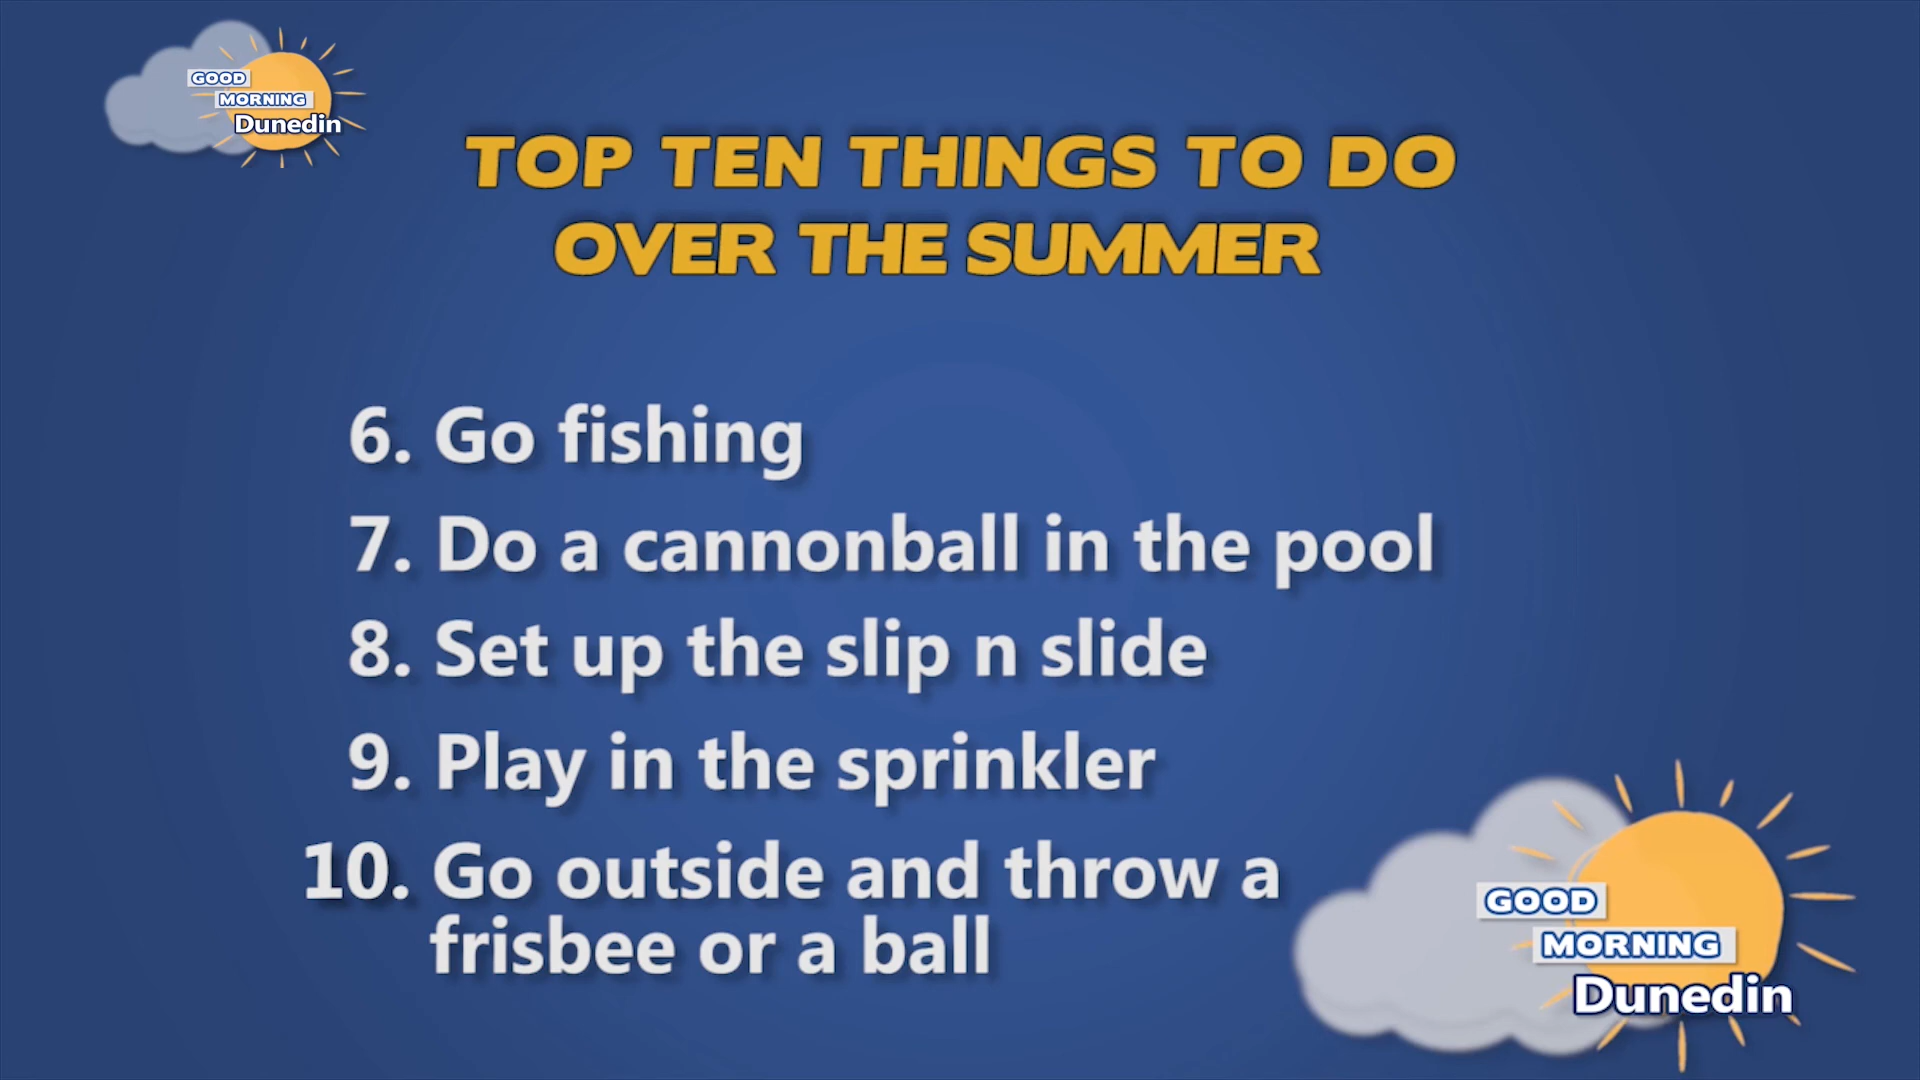 GOOD
MORNING
Dunedin
TOP TEN THINGS TO DO
OVER THE SUMMER
6. Go fishing
7. Do a cannonball in the pool
8. Set up the slip n slide
9. Play in the sprinkler
10. Go outside and throw a
frisbee or a ball
GOOD
MORNING
Dunedin